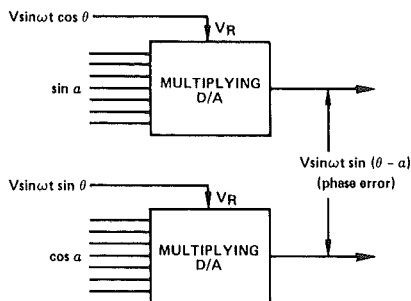 Vsinωt cos θ
VR
sin a
MULTIPLYING
D/A
Vsinωt sin (θ - a)
(phase error)
Vsinωt sin θ
VR
cos a
MULTIPLYING
D/A